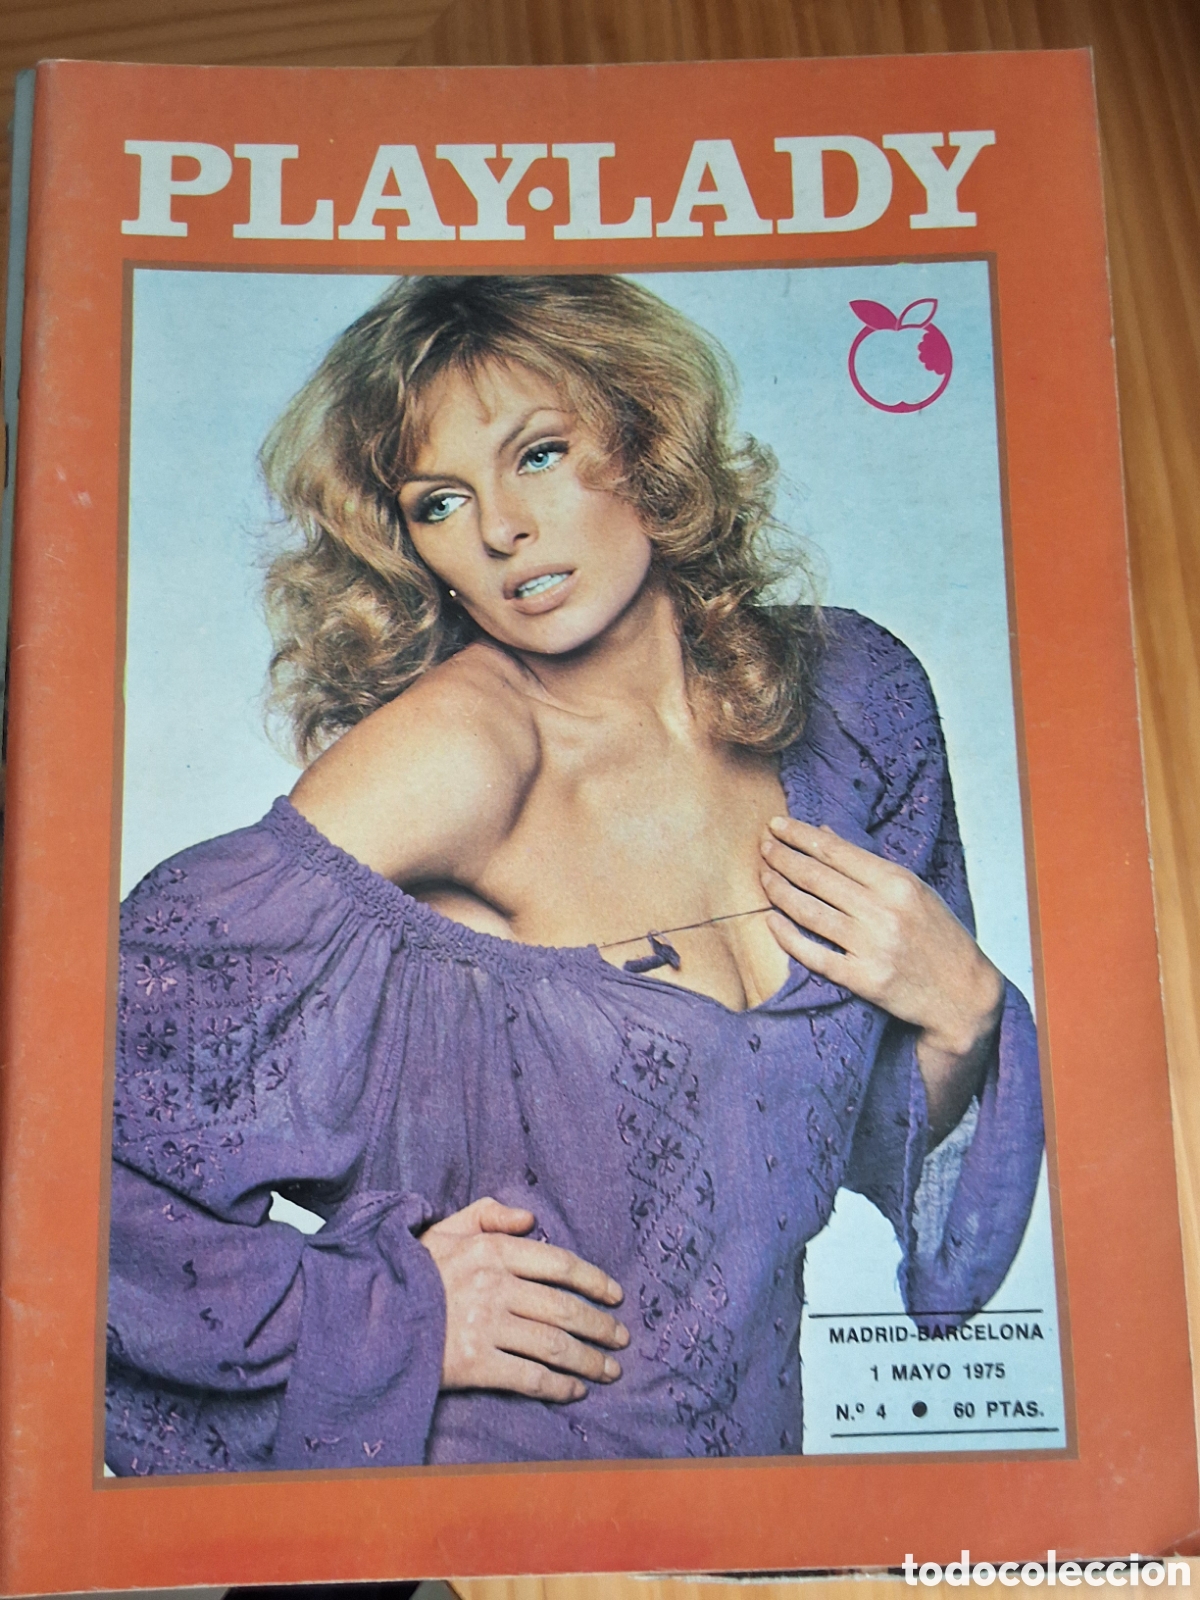 PLAY·LADY
MADRID-BARCELONA
1 MAYO 1975
N.º 4 ● 60 PTAS.
todocoleccion